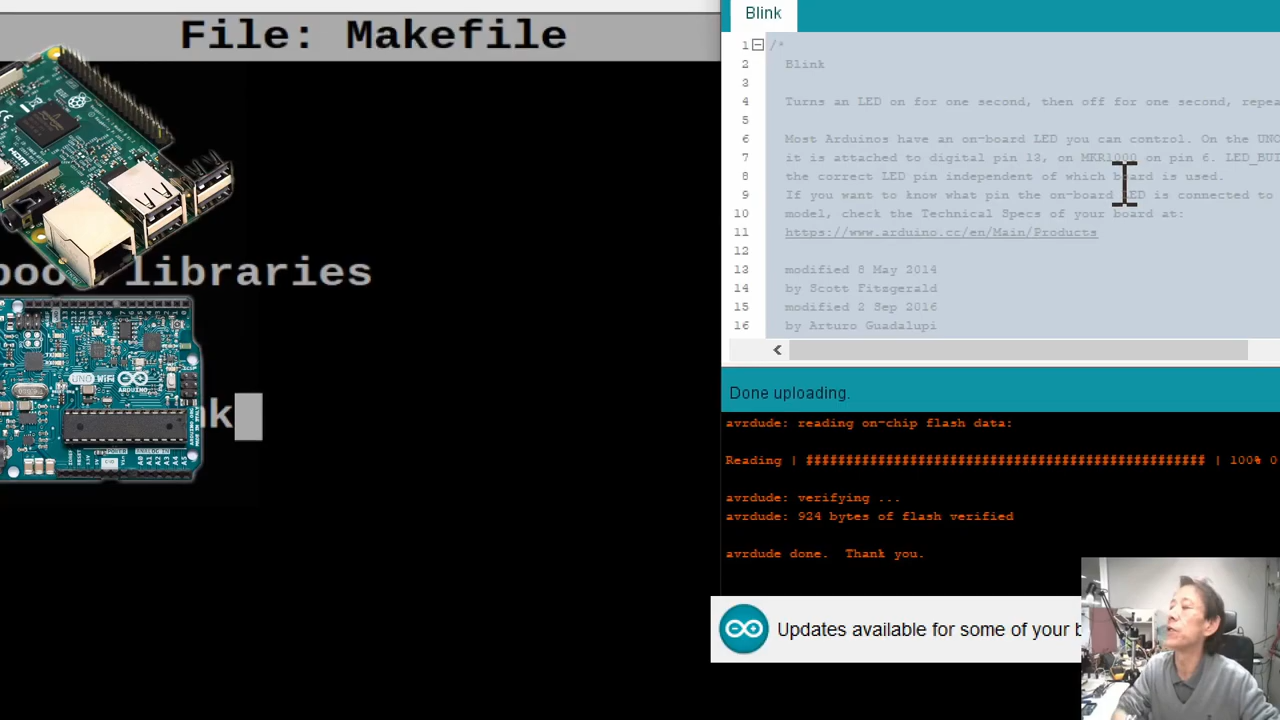 File: Makefile
libraries
k
Blink
1 /*
2 Blink
3
4 Turns an LED on for one second, then off for one second,
5
6 Most Arduinos have an on-board LED you can control. On the UNO
7 it is attached to digital pin 13, on MKR1000 on pin 6.
8 the correct LED pin independent of which board is used.
9 If you want to know what pin the on-board LED is connected to
10 model, check the Technical Specs of your board at:
11 https://www.arduino.cc/en/Main/Products
12
13 modified 8 May 2014
14 by Scott Fitzgerald
15 modified 2 Sep 2016
16 by Arturo Guadalupi
Done uploading.
avrdude: reading on-chip flash data:
Reading | ################################################## | 100% 0
avrdude: verifying ...
avrdude: 924 bytes of flash verified
avrdude done.  Thank you.
Updates available for some of your